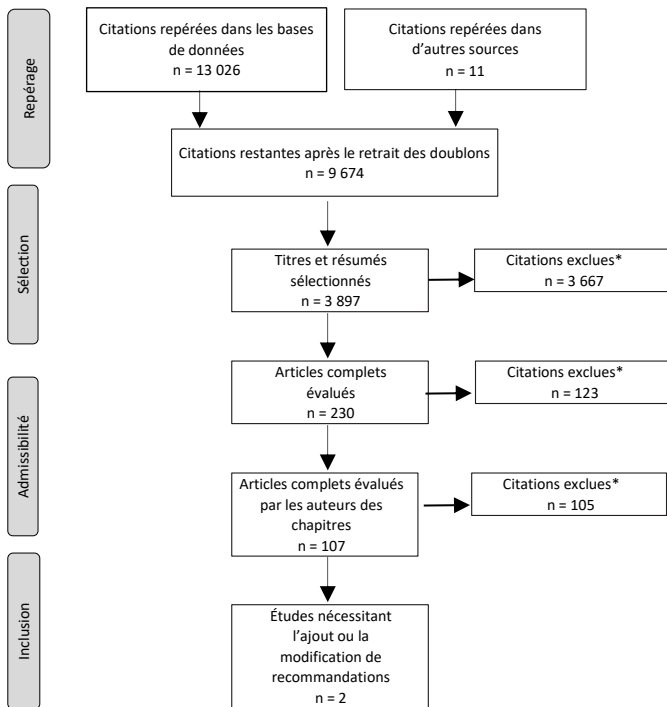 Repérage
Citations repérées dans les bases
de données
n = 13 026
Citations repérées dans
d'autres sources
n = 11
Citations restantes après le retrait des doublons
n = 9 674
Sélection
Titres et résumés
sélectionnés
n = 3 897
Citations exclues*
n = 3 667
Admissibilité
Articles complets
évalués
n = 230
Citations exclues*
n = 123
Articles complets évalués
par les auteurs des
chapitres
n = 107
Citations exclues*
n = 105
Inclusion
Études nécessitant
l'ajout ou la
modification de
recommandations
n = 2